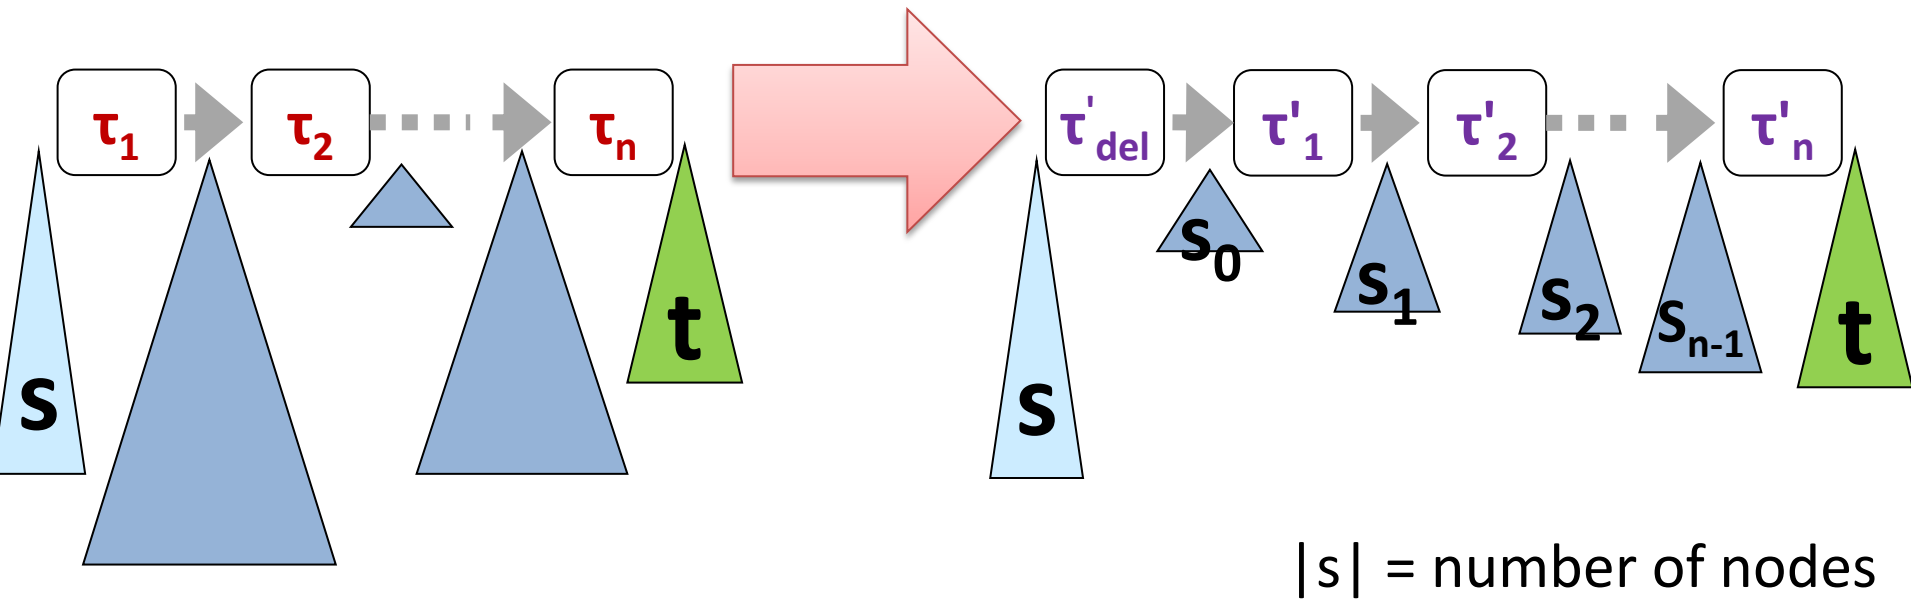 τ1 τ2 τn τ'del τ'1 τ'2 τ'n
s t s s0 s1 s2 sn-1 t
|s| = number of nodes